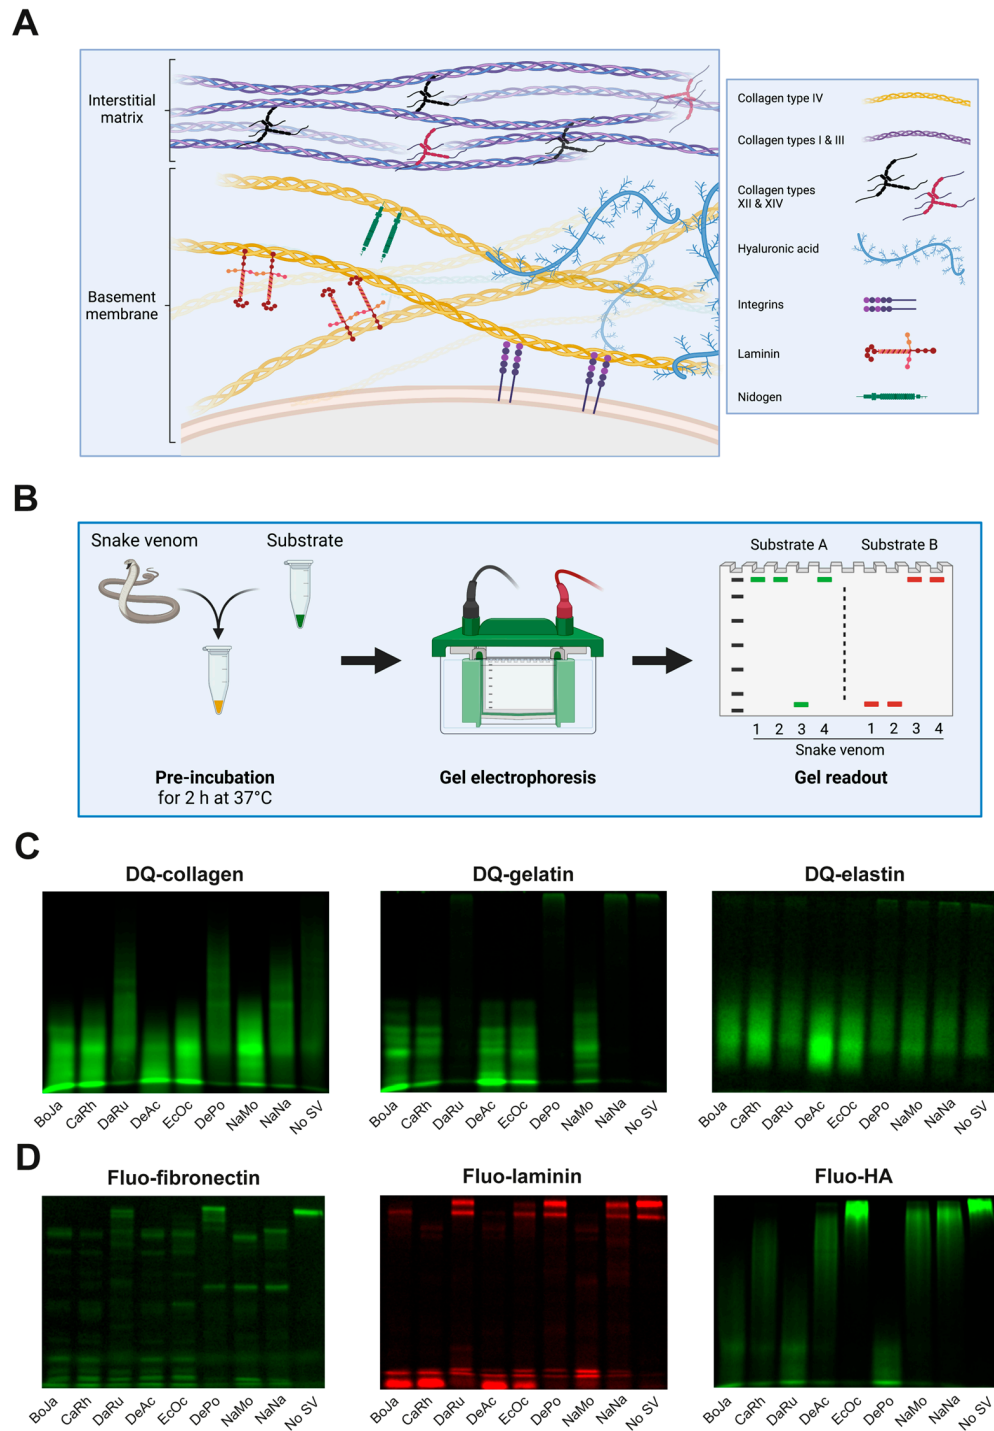 A
Interstitial
matrix
Basement
membrane
Collagen type IV
Collagen types I & III
Collagen types
XII & XIV
Hyaluronic acid
Integrins
Laminin
Nidogen
B
Snake venom
Substrate
Pre-incubation
for 2 h at 37°C
Gel electrophoresis
Substrate A
Substrate B
1 2 3 4 1 2 3 4
Snake venom
Gel readout
C
DQ-collagen
BoJa CaRh DaRu DeAc EcOc DePo NaMo NaNa No SV
DQ-gelatin
BoJa CaRh DaRu DeAc EcOc DePo NaMo NaNa No SV
DQ-elastin
BoJa CaRh DaRu DeAc EcOc DePo NaMo NaNa No SV
D
Fluo-fibronectin
BoJa CaRh DaRu DeAc EcOc DePo NaMo NaNa No SV
Fluo-laminin
BoJa CaRh DaRu DeAc EcOc DePo NaMo NaNa No SV
Fluo-HA
BoJa CaRh DaRu DeAc EcOc DePo NaMo NaNa No SV